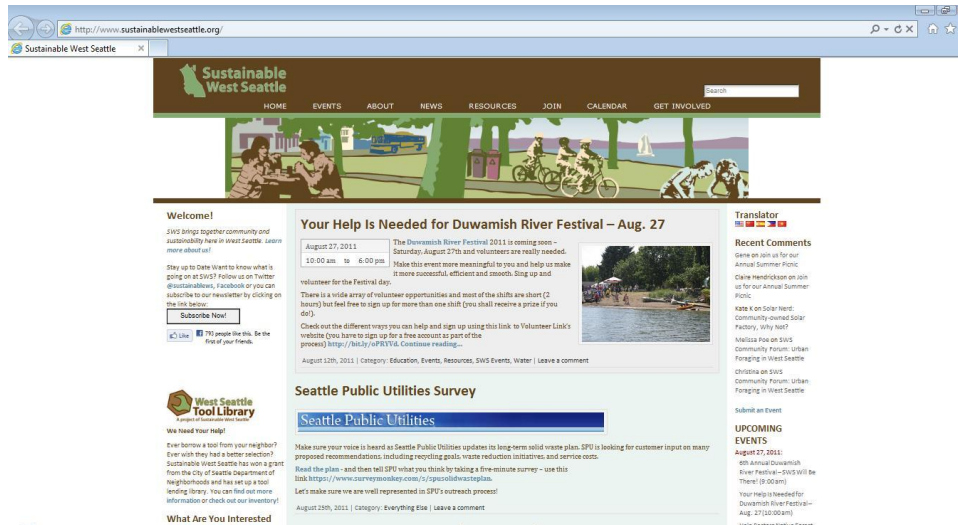 http://www.sustainablewestseattle.org/
Sustainable West Seattle
Sustainable
West Seattle
Search
HOME EVENTS ABOUT NEWS RESOURCES JOIN CALENDAR GET INVOLVED
Welcome!
SWS brings together community and
sustainability here in West Seattle. Learn
more about us!
Stay up to Date Want to know what is
going on at SWS? Follow us on Twitter
@sustainablews, Facebook or you can
subscribe to our newsletter by clicking on
the link below:
Subscribe Now!
Like 793 people like this. Be the
first of your friends.
West Seattle
Tool Library
A project of Sustainable West Seattle
We Need Your Help!
Ever borrow a tool from your neighbor?
Ever wish they had a better selection?
Sustainable West Seattle has won a grant
from the City of Seattle Department of
Neighborhoods and has set up a tool
lending library. You can find out more
information or check out our inventory!
What Are You Interested
Your Help Is Needed for Duwamish River Festival – Aug. 27
August 27, 2011
10:00 am to 6:00 pm
The Duwamish River Festival 2011 is coming soon –
Saturday, August 27th and volunteers are really needed.
Make this event more meaningful to you and help us make
it more successful, efficient and smooth. Sing up and
volunteer for the Festival day.
There is a wide array of volunteer opportunities and most of the shifts are short (2
hours) but feel free to sign up for more than one shift (you shall receive a prize if you
do!).
Check out the different ways you can help and sign up using this link to Volunteer Link's
website (you have to sign up for a free account as part of the
process) http://bit.ly/oPRYVd. Continue reading...
August 12th, 2011 | Category: Education, Events, Resources, SWS Events, Water | Leave a comment
Seattle Public Utilities Survey
Seattle Public Utilities
Make sure your voice is heard as Seattle Public Utilities updates its long-term solid waste plan. SPU is looking for customer input on many
proposed recommendations, including recycling goals, waste reduction initiatives, and service costs.
Read the plan - and then tell SPU what you think by taking a five-minute survey – use this
link https://www.surveymonkey.com/s/spusolidwasteplan.
Let's make sure we are well represented in SPU's outreach process!
August 25th, 2011 | Category: Everything Else | Leave a comment
Translator
Recent Comments
Gene on Join us for our
Annual Summer Picnic
Claire Hendrickson on Join
us for our Annual Summer
Picnic
Kate K on Solar Nerd:
Community-owned Solar
Factory, Why Not?
Melissa Poe on SWS
Community Forum: Urban
Foraging in West Seattle
Christina on SWS
Community Forum: Urban
Foraging in West Seattle
Submit an Event
UPCOMING
EVENTS
August 27, 2011:
6th Annual Duwamish
River Festival—SWS Will Be
There! (9:00am)
Your Help Is Needed for
Duwamish River Festival—
Aug. 27 (10:00am)